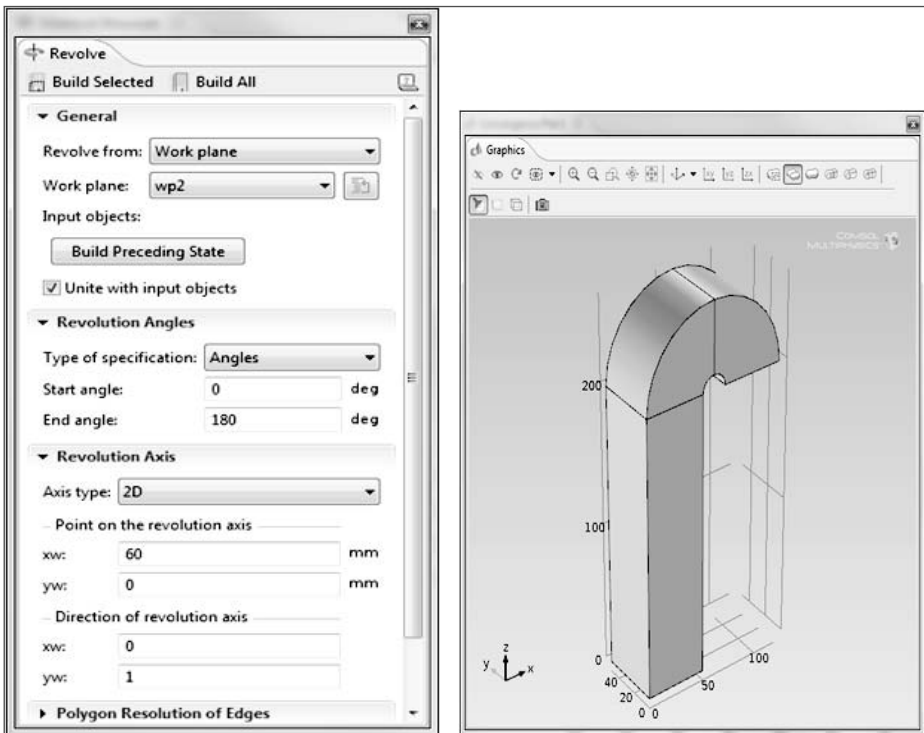 Revolve
Build Selected Build All
General
Revolve from: Work plane
Work plane: wp2
Input objects:
Build Preceding State
Unite with input objects
Revolution Angles
Type of specification: Angles
Start angle: 0 deg
End angle: 180 deg
Revolution Axis
Axis type: 2D
Point on the revolution axis
xw: 60 mm
yw: 0 mm
Direction of revolution axis
xw: 0
yw: 1
Polygon Resolution of Edges
Graphics
COMSOL
MULTIPHYSICS
200
100
0
40
20
0
0
50
100
z
y
x